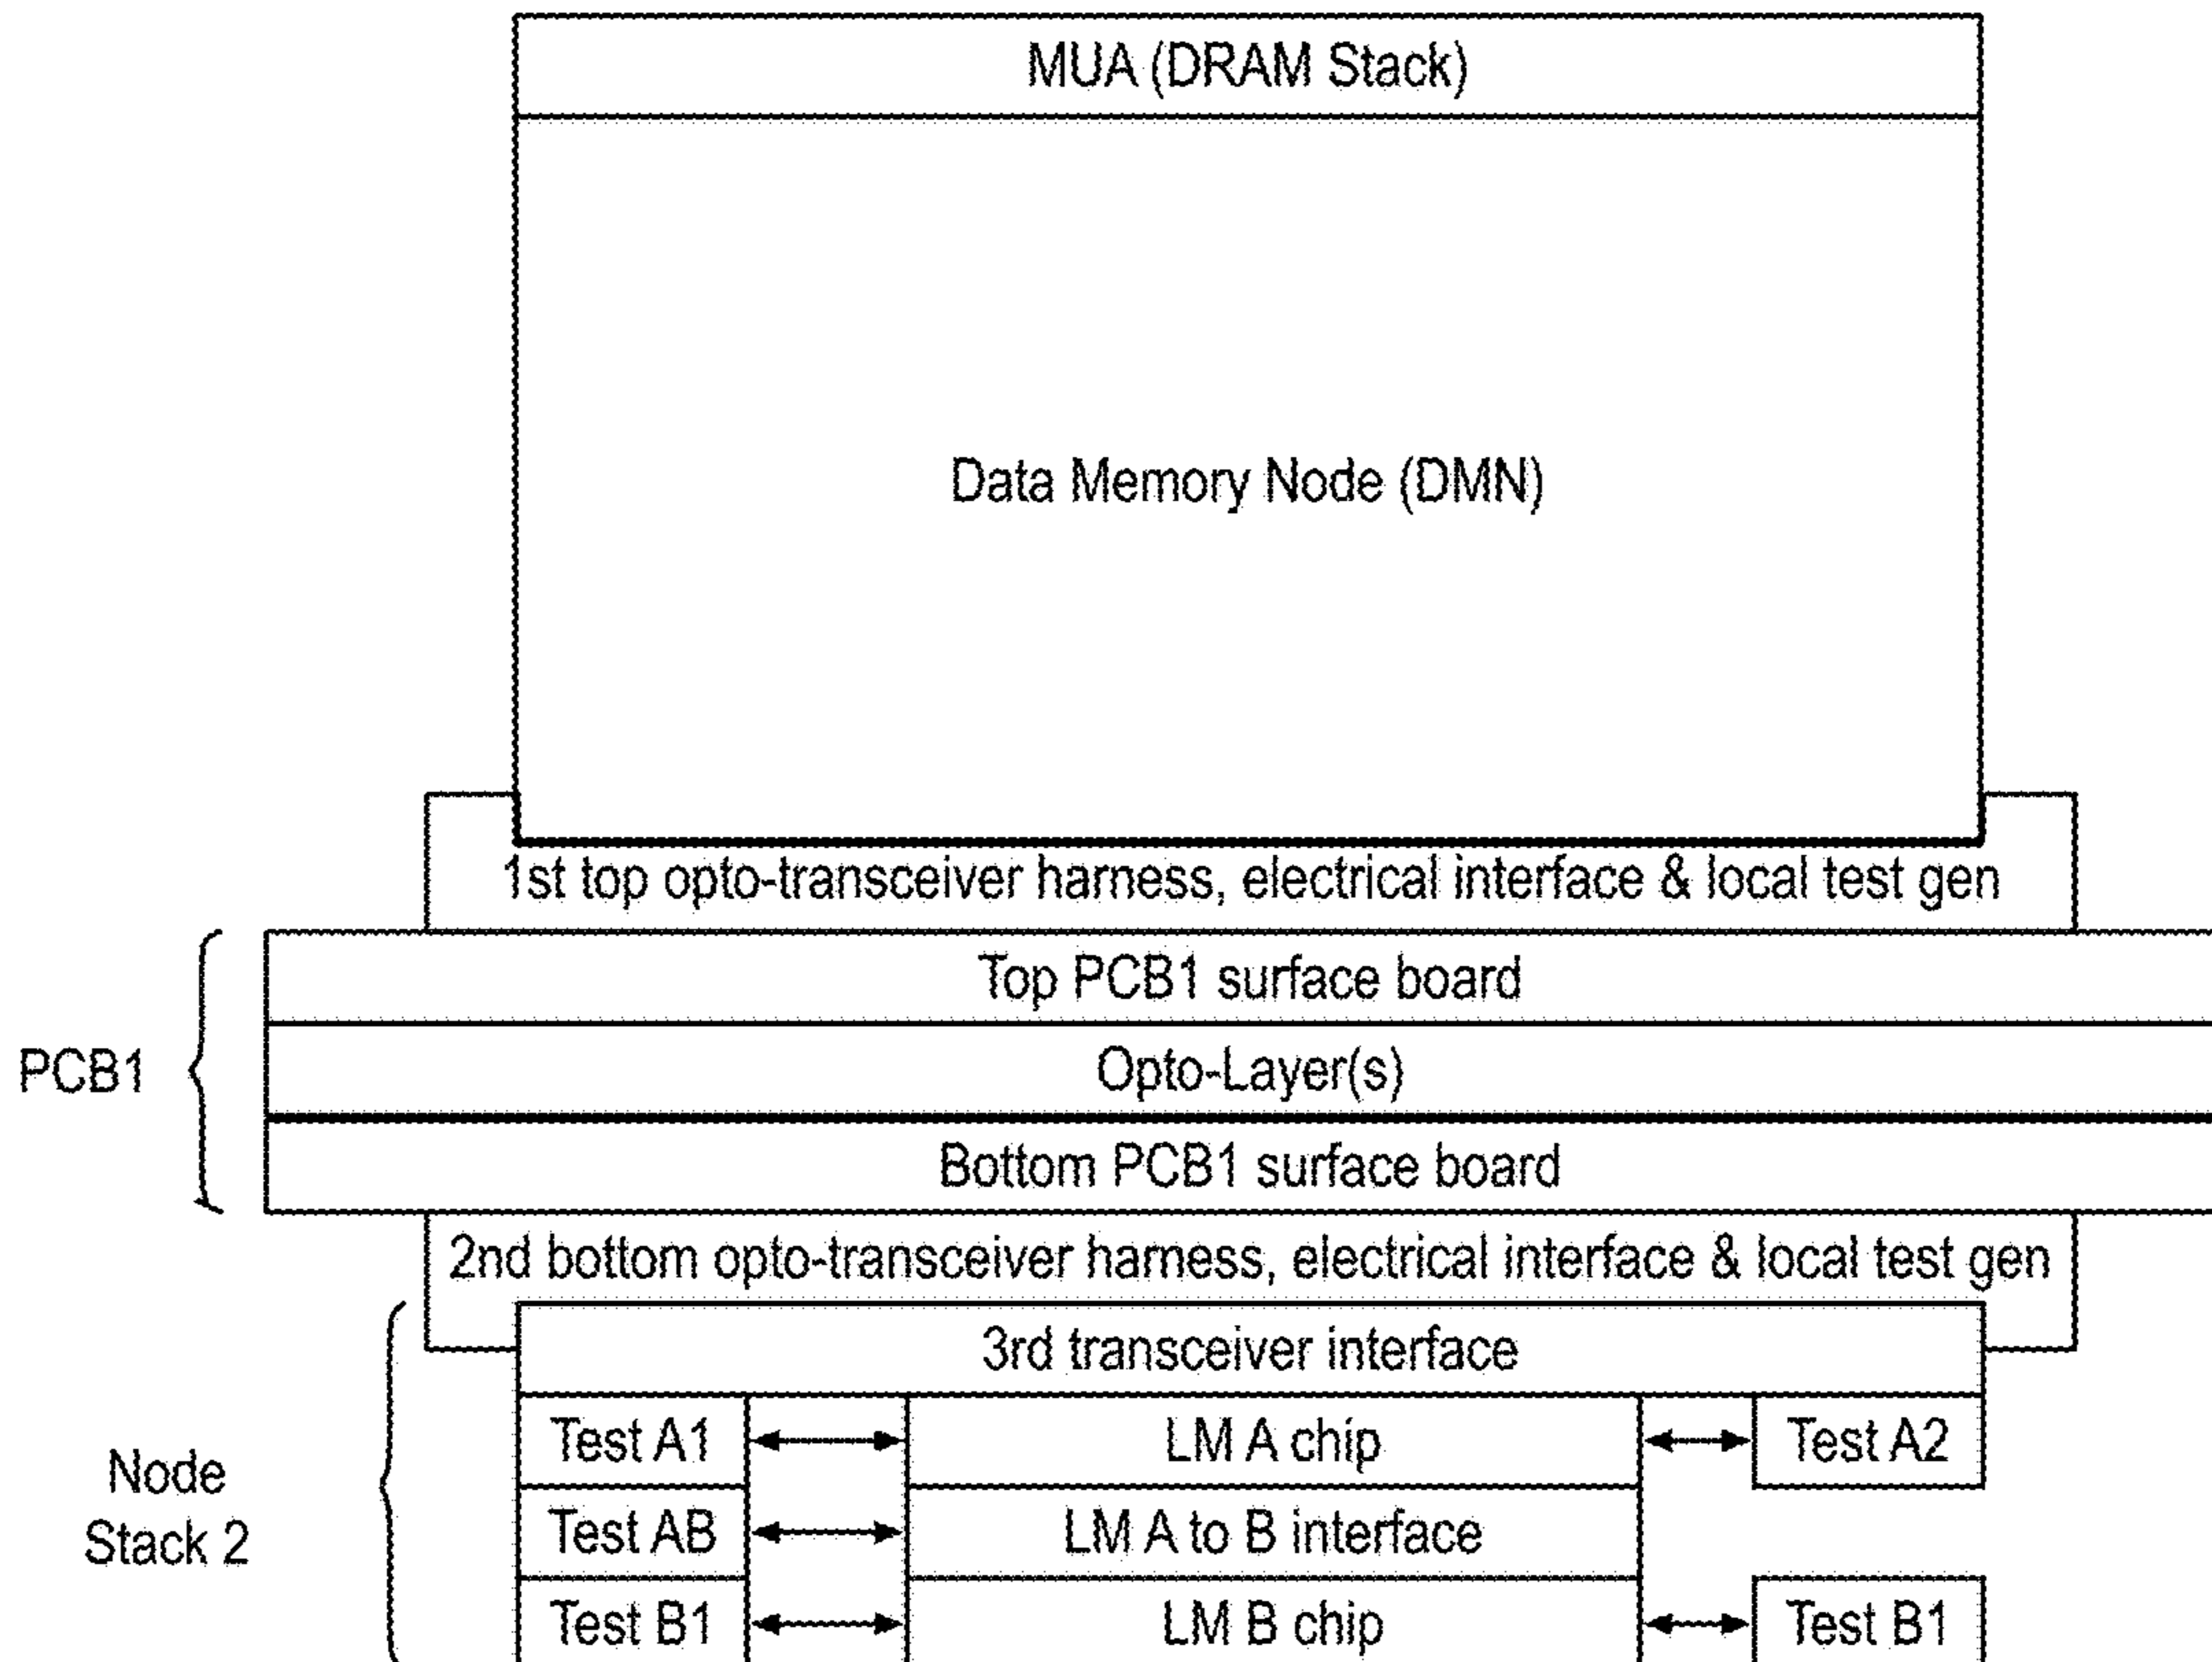 MUA (DRAM Stack)
Data Memory Node (DMN)
1st top opto-transceiver harness, electrical interface & local test gen
Top PCB1 surface board
PCB1
Opto-Layer(s)
Bottom PCB1 surface board
2nd bottom opto-transceiver harness, electrical interface & local test gen
3rd transceiver interface
Node
Stack 2
Test A1
LM A chip
Test A2
Test AB
LM A to B interface
Test B1
LM B chip
Test B1